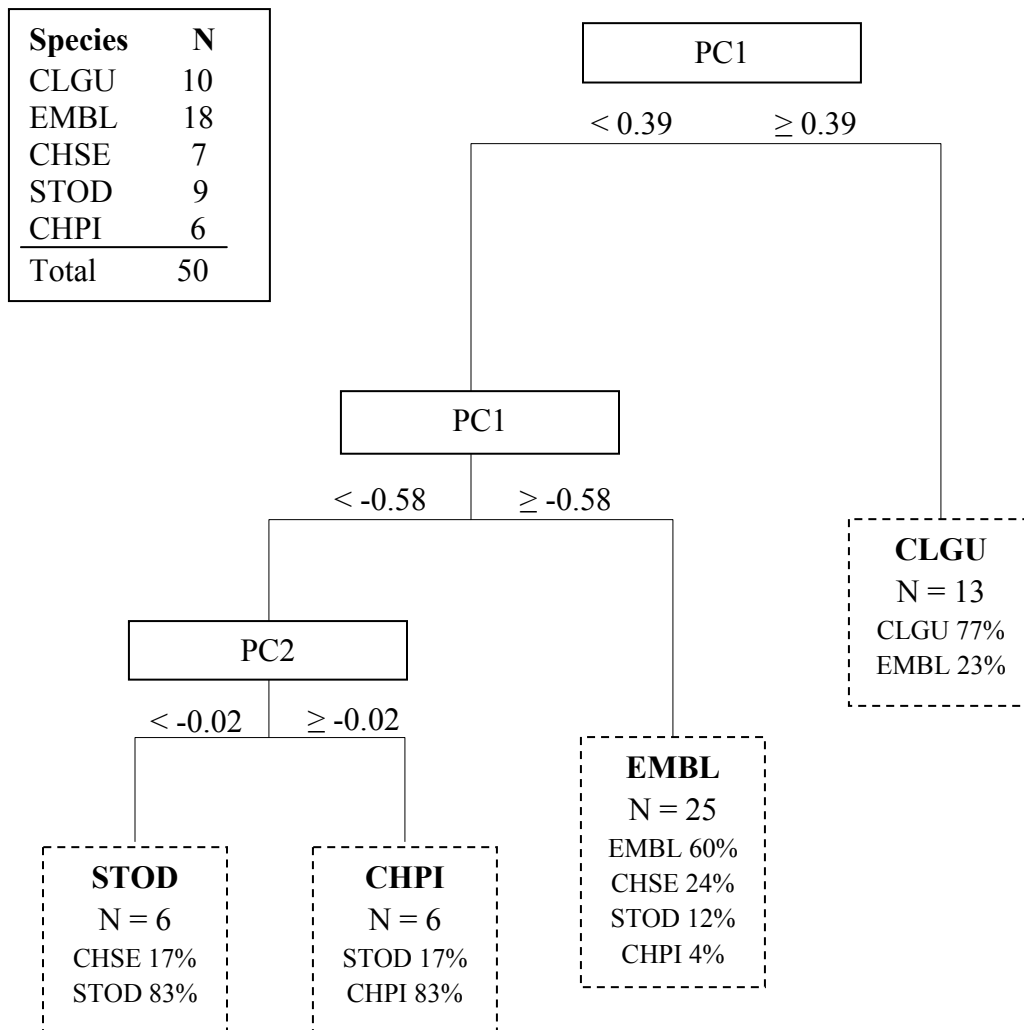 Species N
CLGU 10
EMBL 18
CHSE 7
STOD 9
CHPI 6
Total 50
PC1
< 0.39 ≥ 0.39
PC1
< -0.58 ≥ -0.58
CLGU
N = 13
CLGU 77%
EMBL 23%
PC2
< -0.02 ≥ -0.02
EMBL
N = 25
EMBL 60%
CHSE 24%
STOD 12%
CHPI 4%
STOD
N = 6
CHSE 17%
STOD 83%
CHPI
N = 6
STOD 17%
CHPI 83%